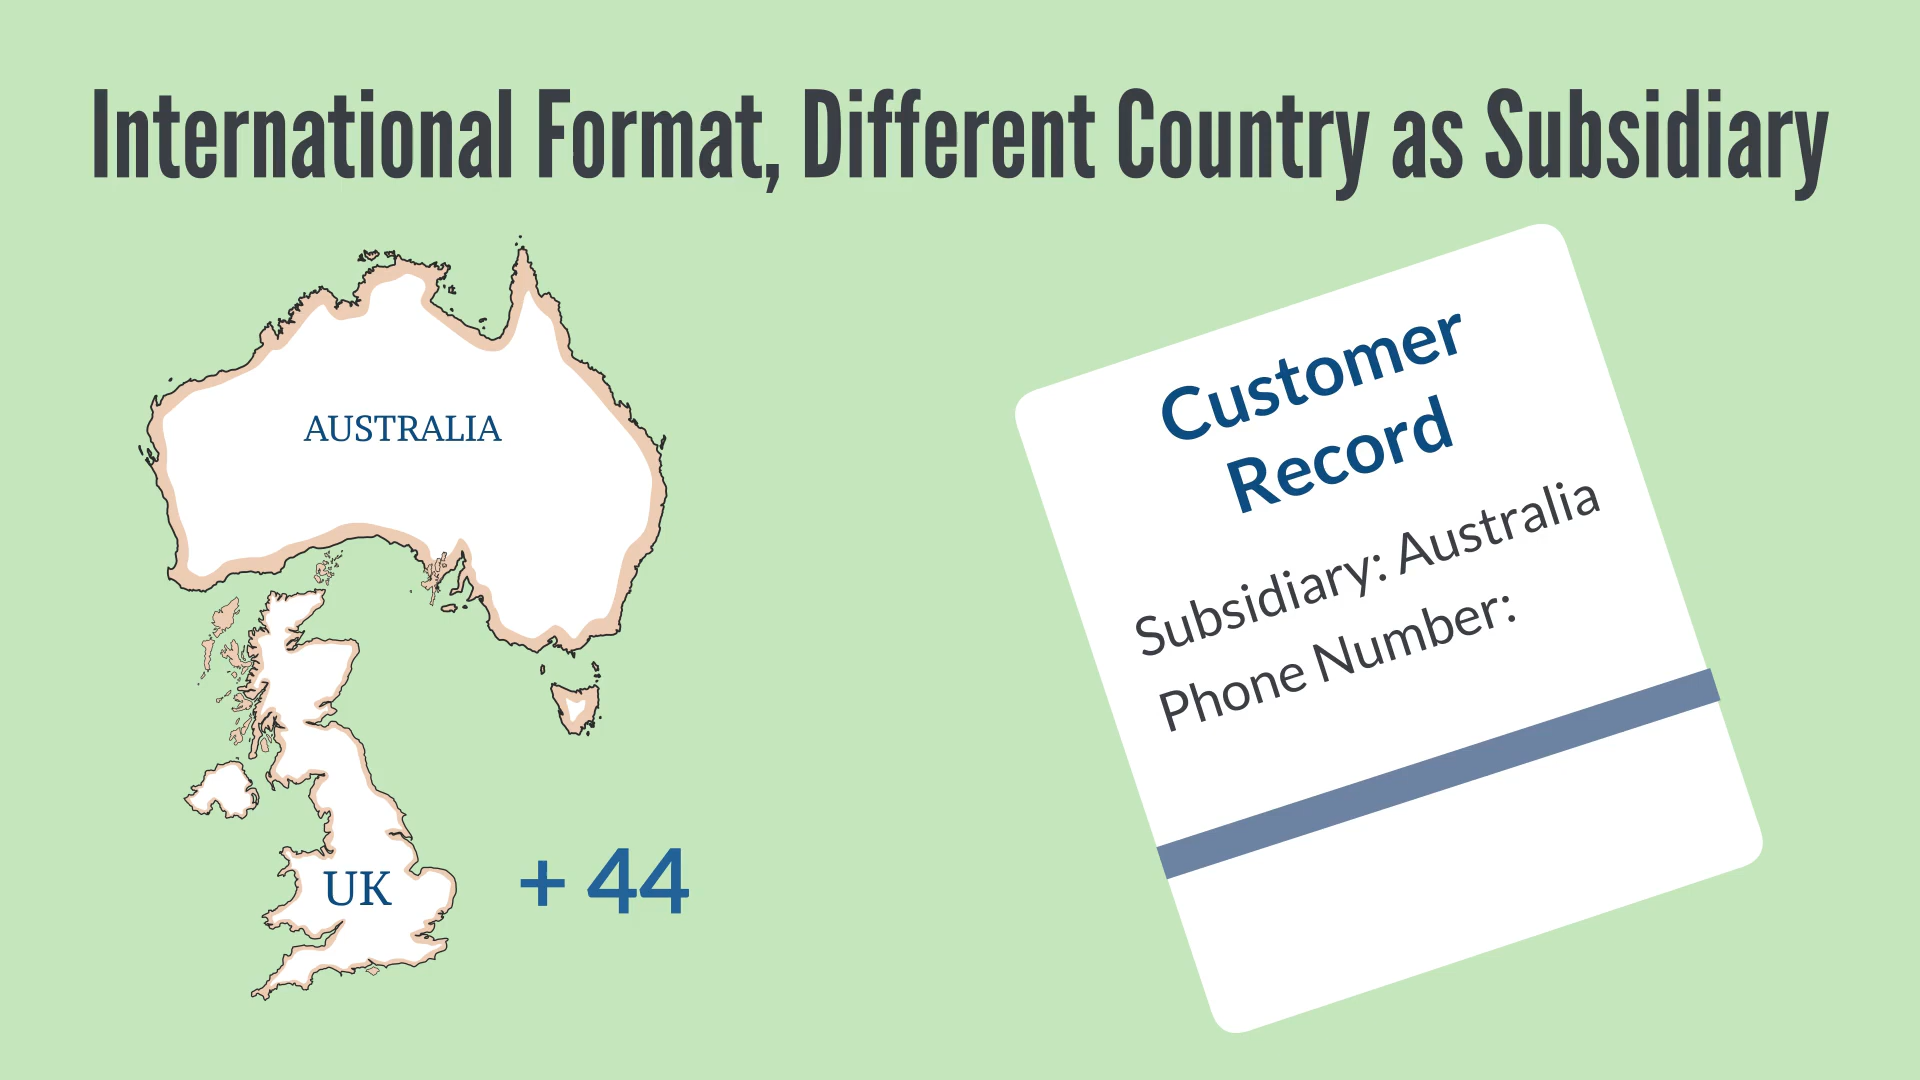 International Format, Different Country as Subsidiary
AUSTRALIA
UK
+ 44
Customer
Record
Subsidiary: Australia
Phone Number: